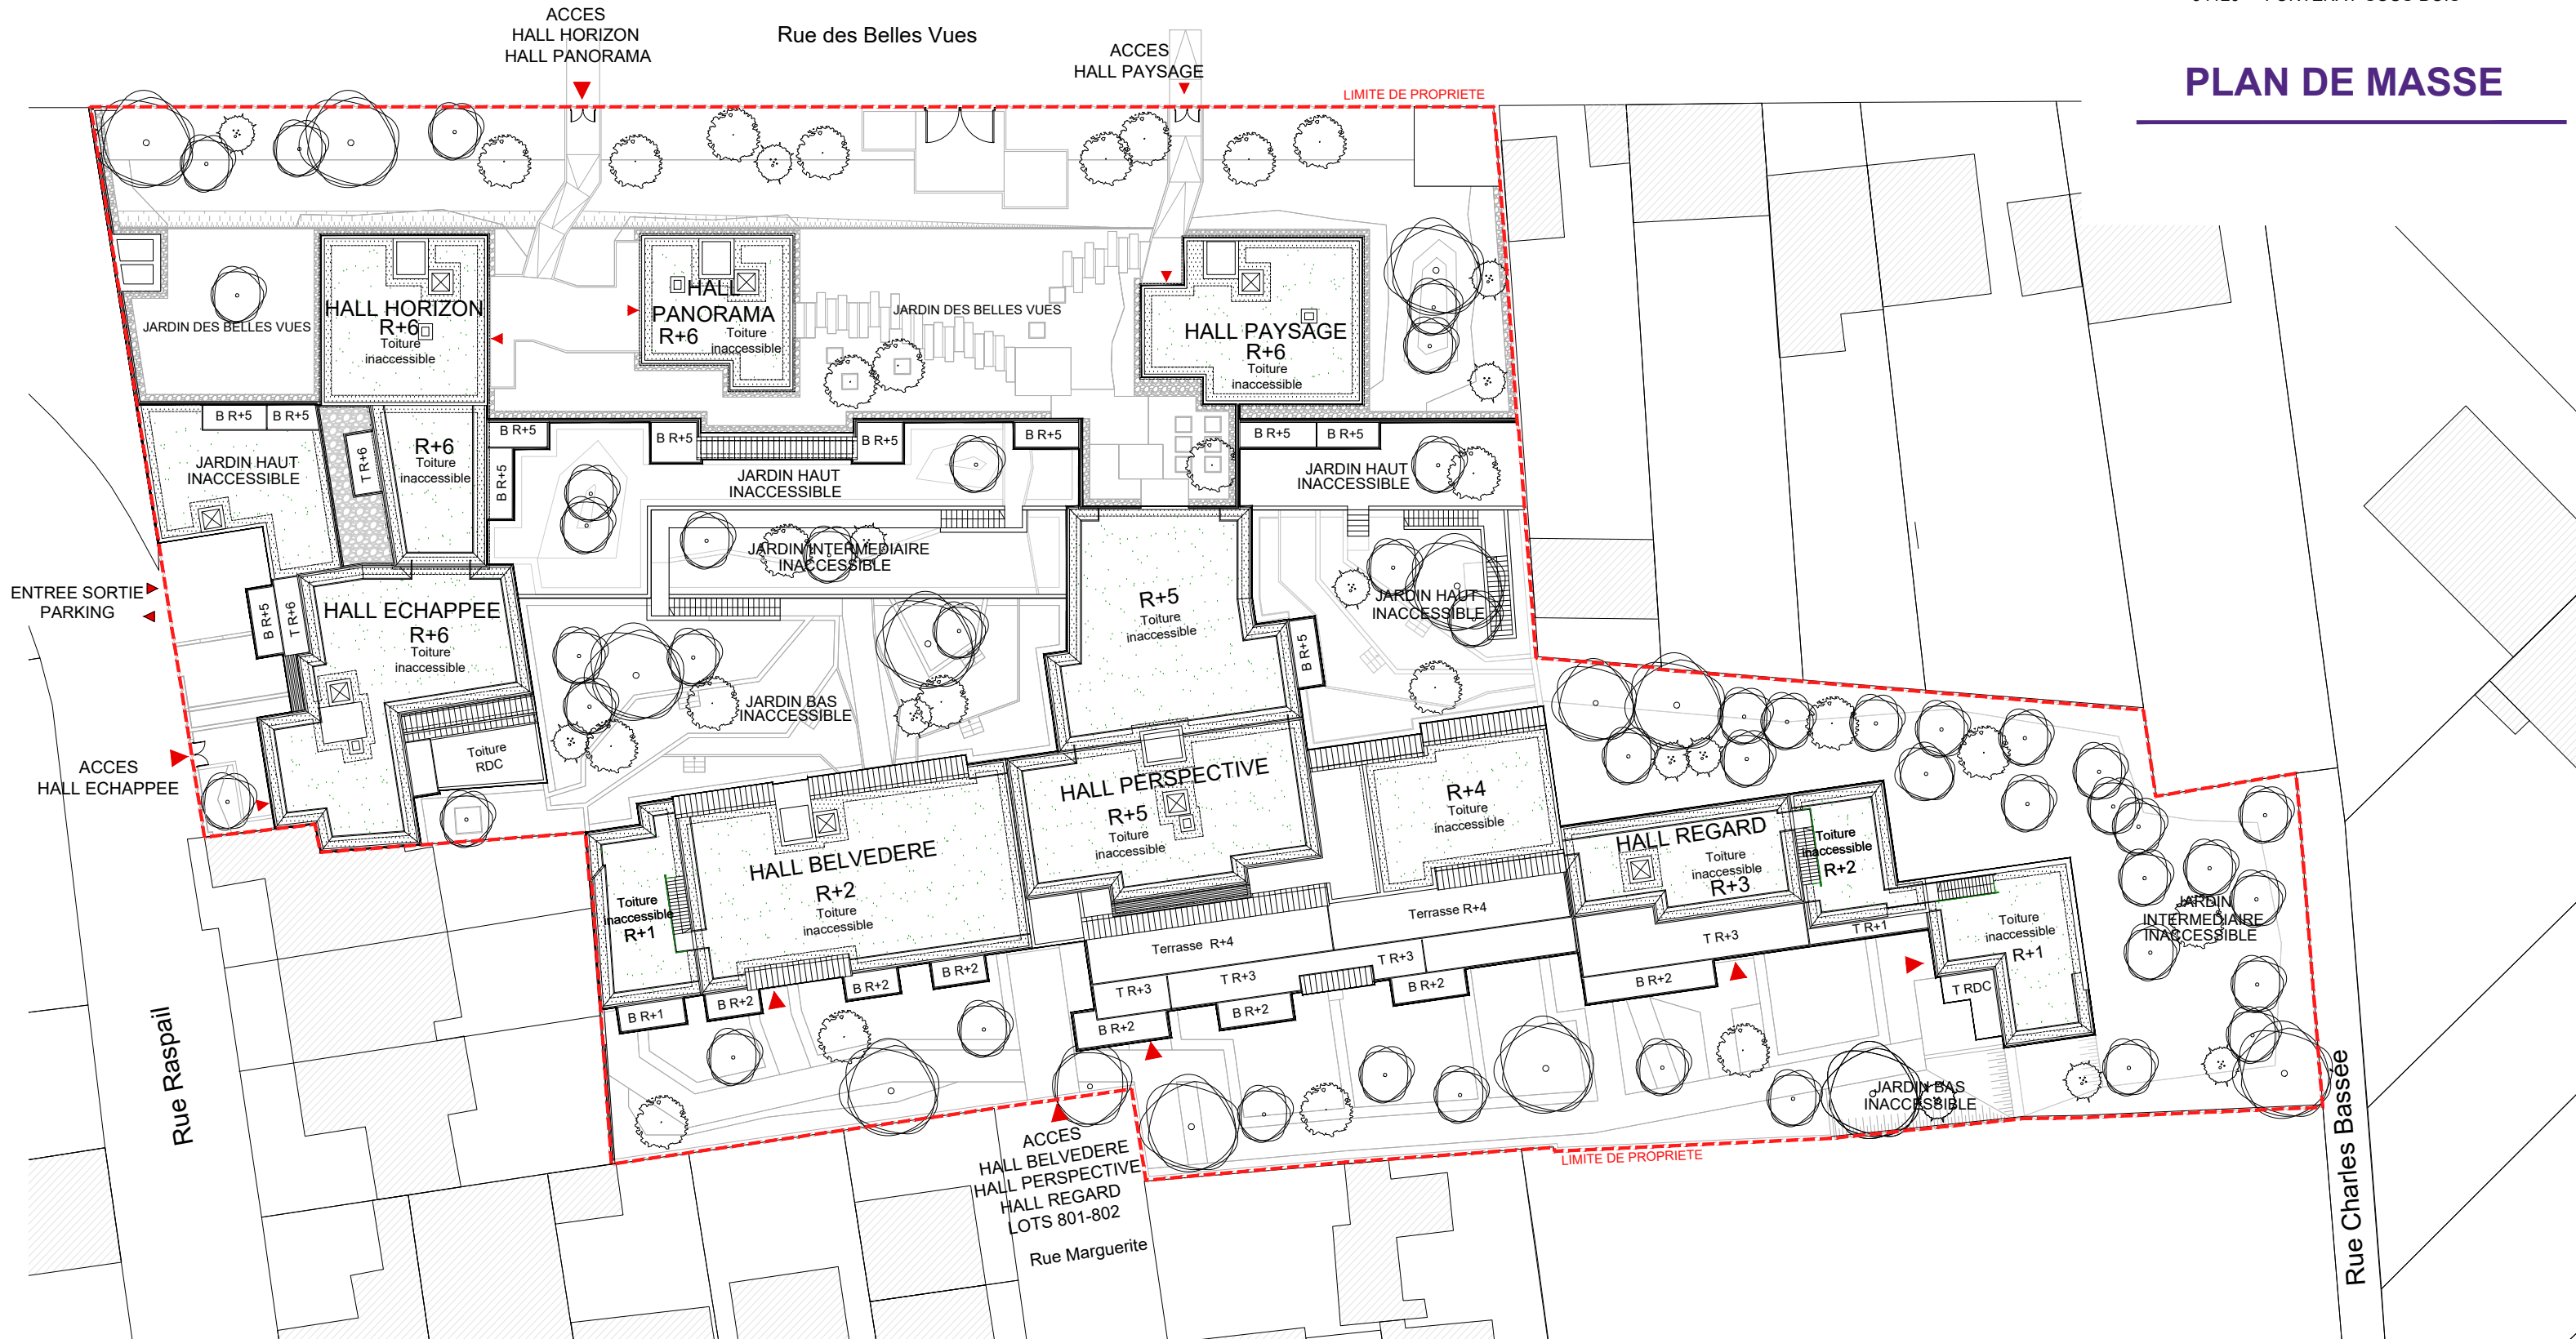 PLAN DE MASSE
ACCES
HALL HORIZON
HALL PANORAMA
Rue des Belles Vues
ACCES
HALL PAYSAGE
LIMITE DE PROPRIETE
HALL HORIZON
R+6
Toiture
inaccessible
JARDIN DES BELLES VUES
HALL
PANORAMA
R+6
Toiture
inaccessible
JARDIN DES BELLES VUES
HALL PAYSAGE
R+6
Toiture
inaccessible
B R+5
B R+5
JARDIN HAUT
INACCESSIBLE
T R+6
R+6
Toiture
inaccessible
B R+5
B R+5
B R+5
B R+5
B R+5
JARDIN HAUT
INACCESSIBLE
B R+5
B R+5
JARDIN HAUT
INACCESSIBLE
JARDIN INTERMEDIAIRE
INACCESSIBLE
ENTREE SORTIE
PARKING
B R+5
T R+6
HALL ECHAPPEE
R+6
Toiture
inaccessible
R+5
Toiture
inaccessible
B R+5
JARDIN HAUT
INACCESSIBLE
JARDIN BAS
INACCESSIBLE
Toiture
RDC
ACCES
HALL ECHAPPEE
HALL PERSPECTIVE
R+5
Toiture
inaccessible
R+4
Toiture
inaccessible
HALL BELVEDERE
R+2
Toiture
inaccessible
Toiture
inaccessible
R+1
HALL REGARD
Toiture
inaccessible
R+3
Toiture
inaccessible
R+2
Toiture
inaccessible
R+1
JARDIN
INTERMEDIAIRE
INACCESSIBLE
Terrasse R+4
Terrasse R+4
T R+3
T R+3
T R+3
T R+3
T R+1
T RDC
B R+1
B R+2
B R+2
B R+2
B R+2
B R+2
B R+2
B R+2
JARDIN BAS
INACCESSIBLE
LIMITE DE PROPRIETE
ACCES
HALL BELVEDERE
HALL PERSPECTIVE
HALL REGARD
LOTS 801-802
Rue Marguerite
Rue Raspail
Rue Charles Bassée